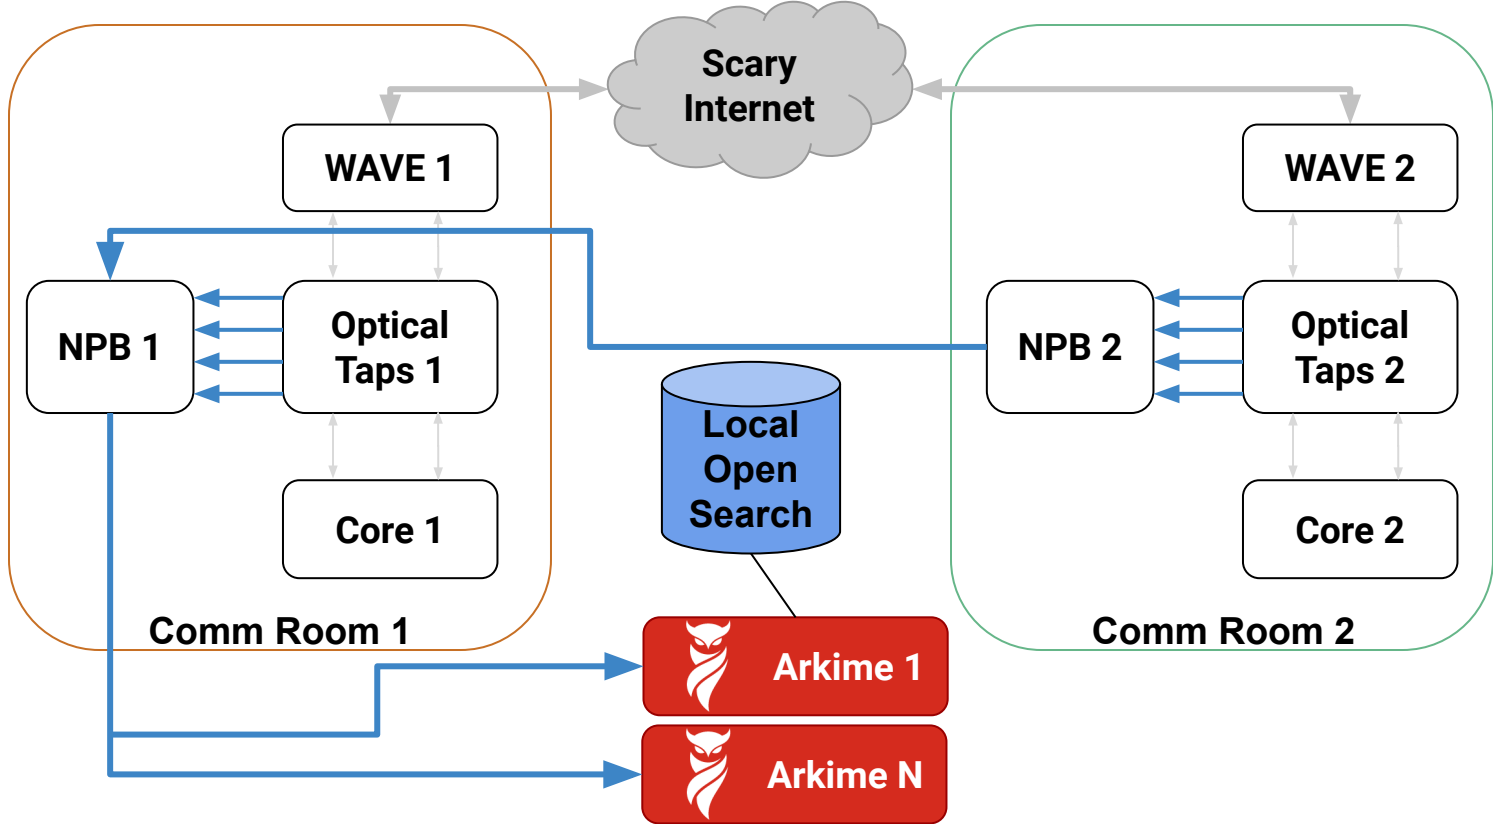 Scary
Internet
WAVE 1
WAVE 2
NPB 1
Optical
Taps 1
NPB 2
Optical
Taps 2
Local
Open
Search
Core 1
Core 2
Comm Room 1
Comm Room 2
Arkime 1
Arkime N